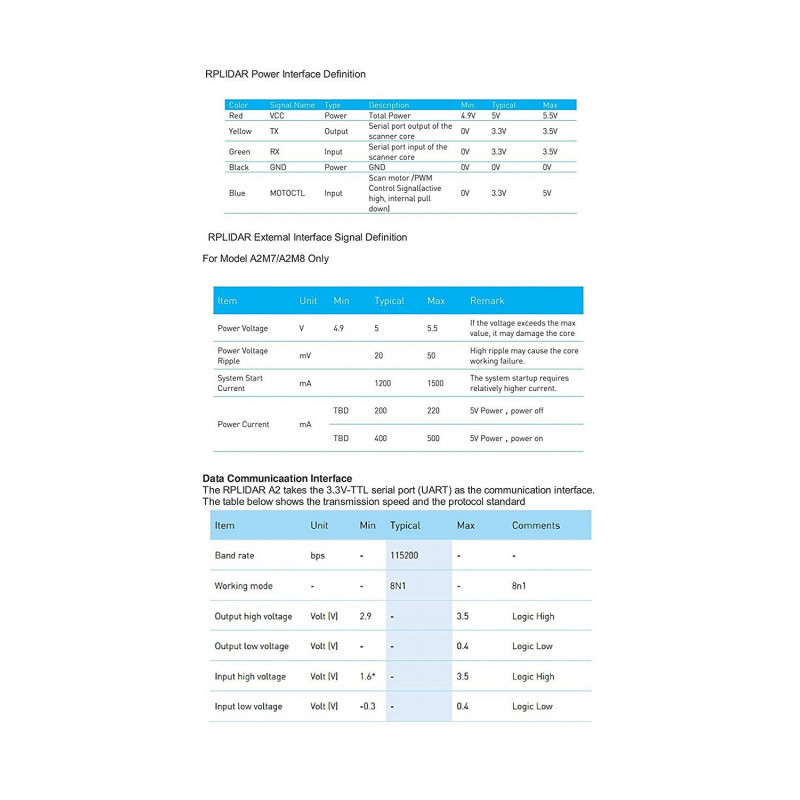 RPLIDAR Power Interface Definition
Color Signal Name Type Description Min Typical Max
Red VCC Power Total Power 4.9V 5V 5.5V
Yellow TX Output Serial port output of the scanner core 0V 3.3V 3.5V
Green RX Input Serial port input of the scanner core 0V 3.3V 3.5V
Black GND Power GND 0V 0V 0V
Blue MOTOCTL Input Scan motor /PWM Control Signal(active high, internal pull down) 0V 3.3V 5V
RPLIDAR External Interface Signal Definition
For Model A2M7/A2M8 Only
Item Unit Min Typical Max Remark
Power Voltage V 4.9 5 5.5 If the voltage exceeds the max value, it may damage the core
Power Voltage Ripple mV 20 50 High ripple may cause the core working failure.
System Start Current mA 1200 1500 The system startup requires relatively higher current.
Power Current mA TBD 200 220 5V Power , power off
TBD 400 500 5V Power , power on
Data Communicaation Interface
The RPLIDAR A2 takes the 3.3V-TTL serial port (UART) as the communication interface.
The table below shows the transmission speed and the protocol standard
Item Unit Min Typical Max Comments
Band rate bps - 115200 - -
Working mode - - 8N1 - 8n1
Output high voltage Volt (V) 2.9 - 3.5 Logic High
Output low voltage Volt (V) - - 0.4 Logic Low
Input high voltage Volt (V) 1.6* - 3.5 Logic High
Input low voltage Volt (V) -0.3 - 0.4 Logic Low